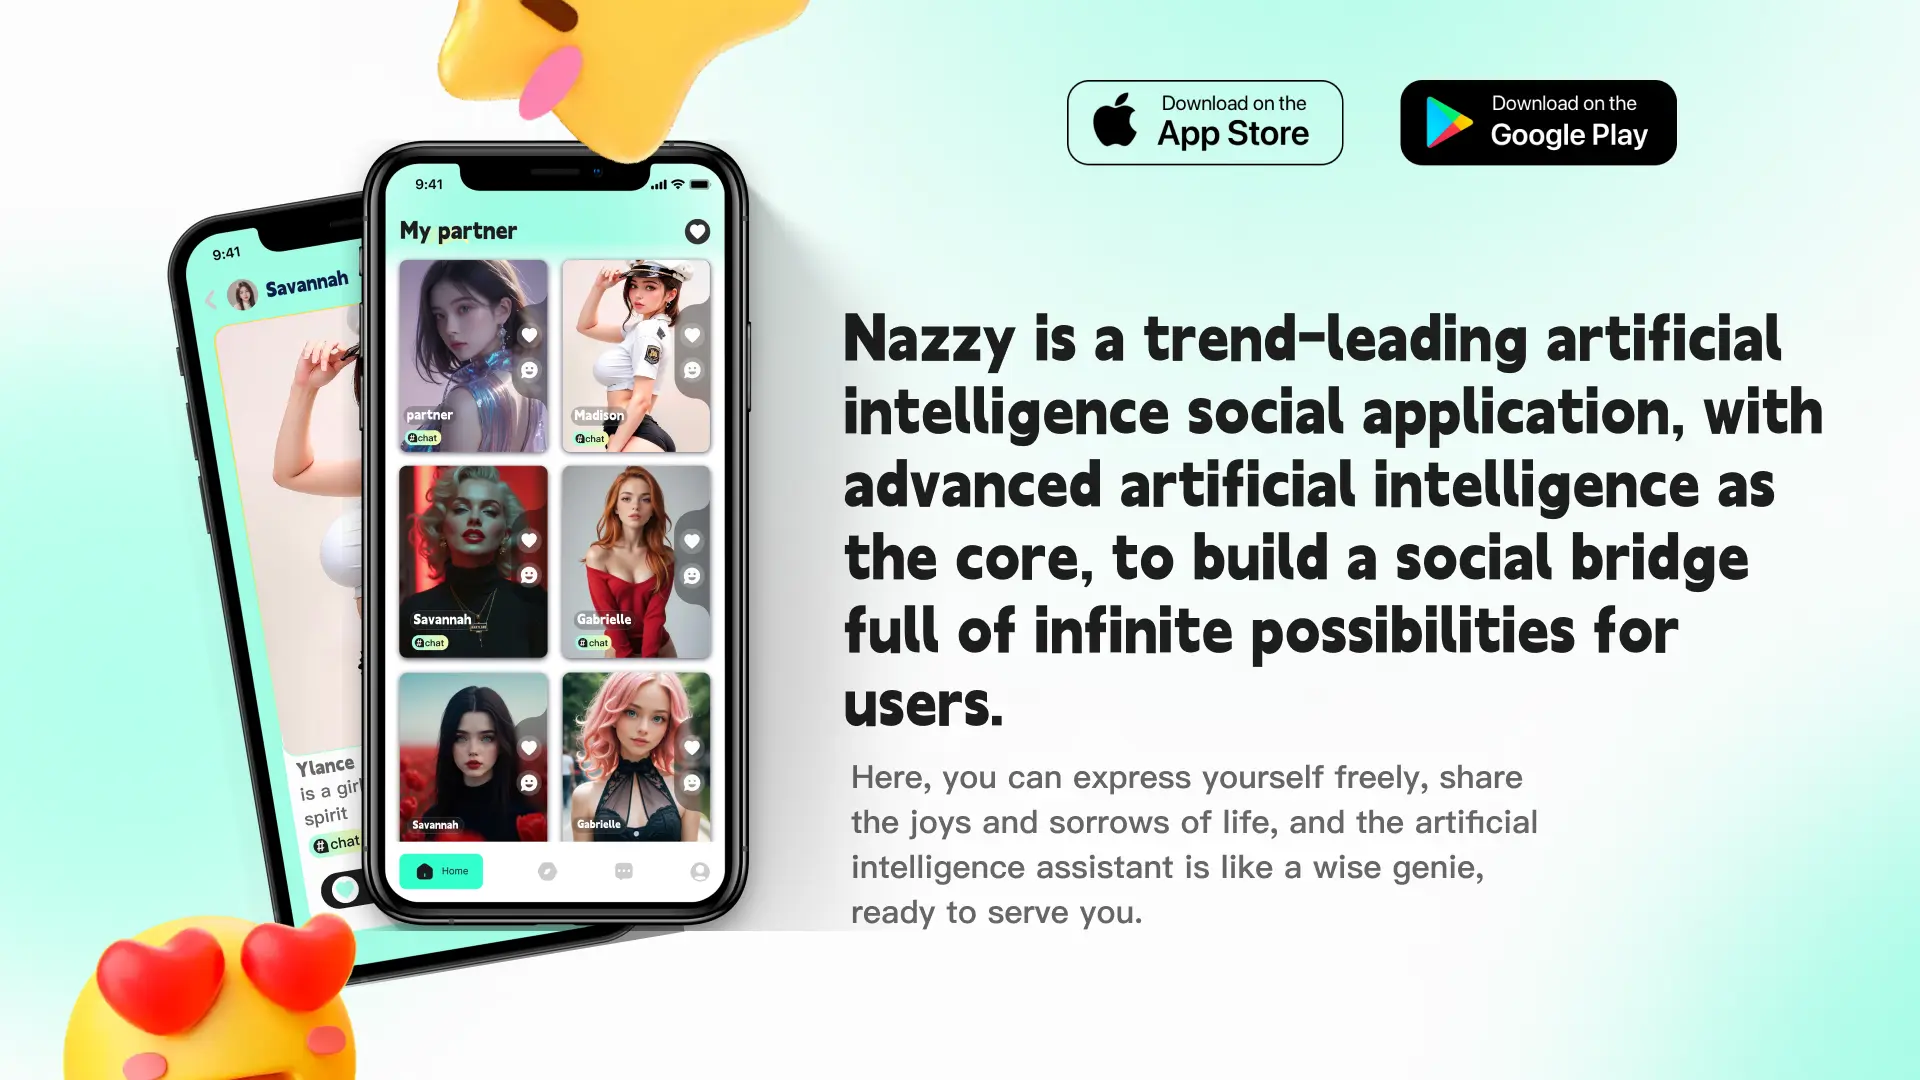 Download on the
App Store
Download on the
Google Play
9:41
Savannah
Ylance
is a girl
spirit
#chat
9:41
My partner
partner
#chat
Madison
#chat
Savannah
#chat
Gabrielle
#chat
Savannah
Gabrielle
Home
Nazzy is a trend-leading artificial
intelligence social application, with
advanced artificial intelligence as
the core, to build a social bridge
full of infinite possibilities for
users.
Here, you can express yourself freely, share
the joys and sorrows of life, and the artificial
intelligence assistant is like a wise genie,
ready to serve you.